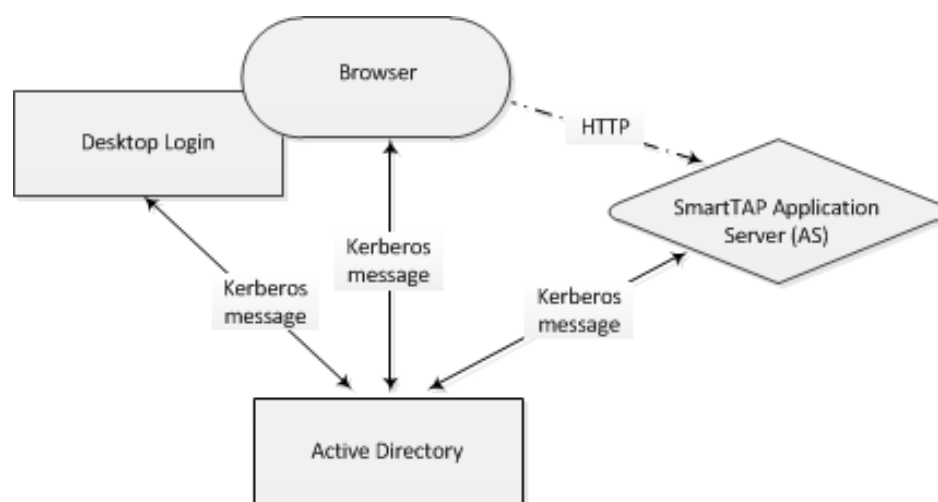 Browser
Desktop Login
HTTP
SmartTAP Application
Server (AS)
Kerberos
message
Kerberos
message
Kerberos
message
Active Directory